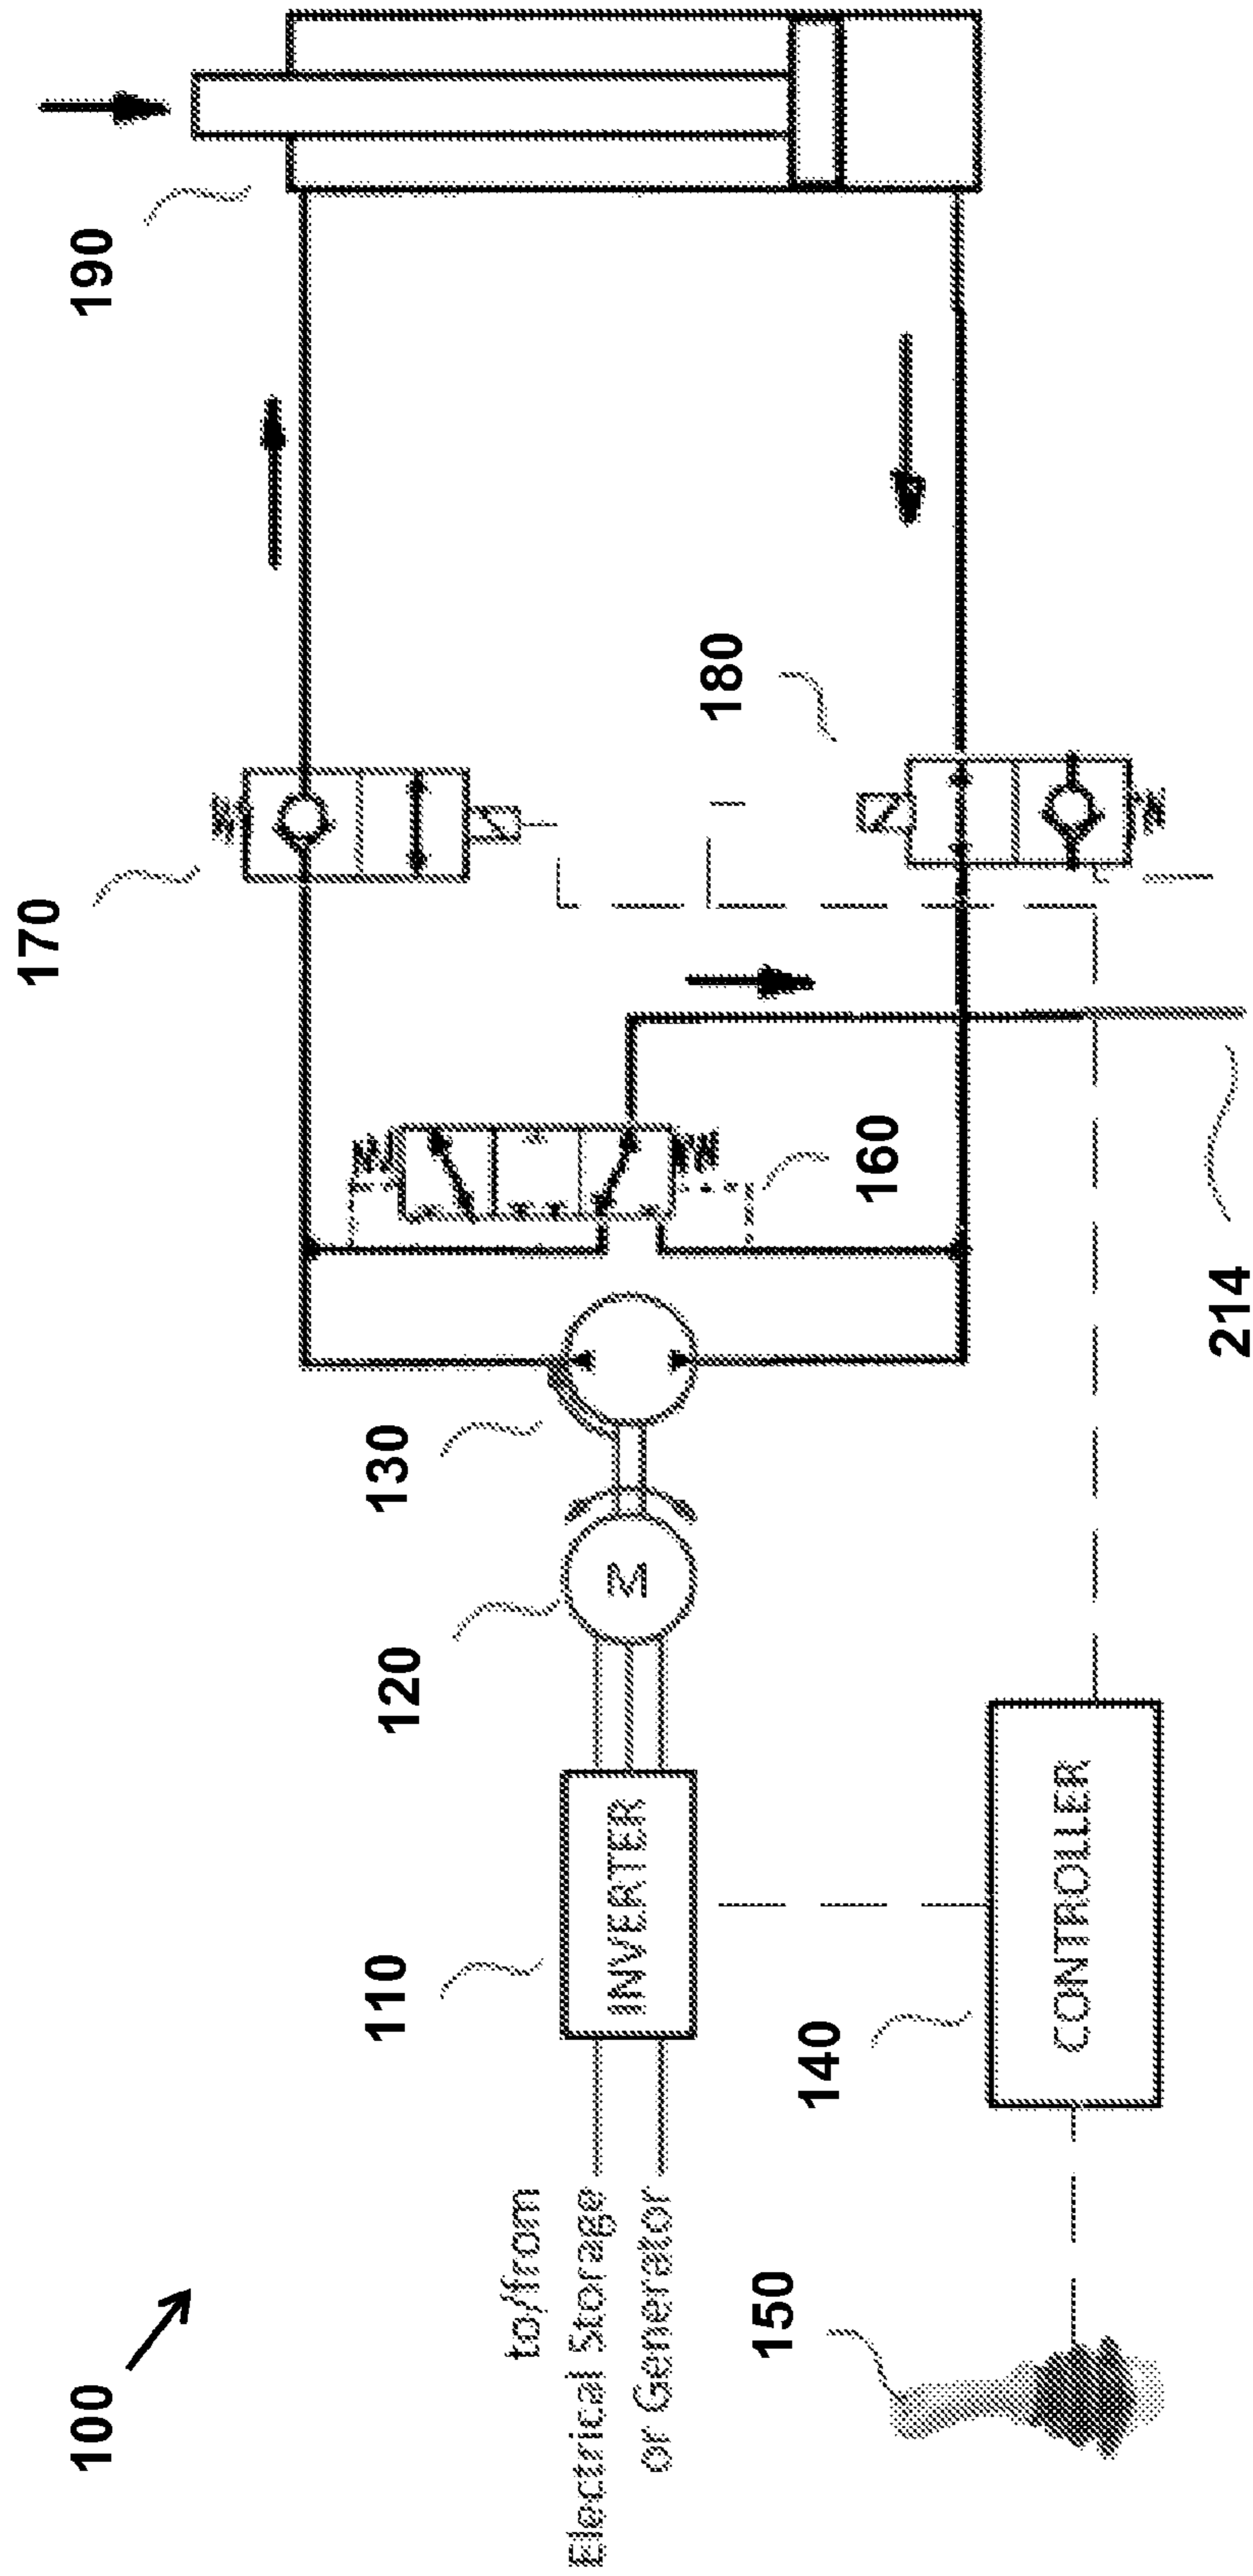 100
to/from
Electrical Storage
or Generator
150
110
INVERTER
140
CONTROLLER
120
M
130
214
160
170
180
190